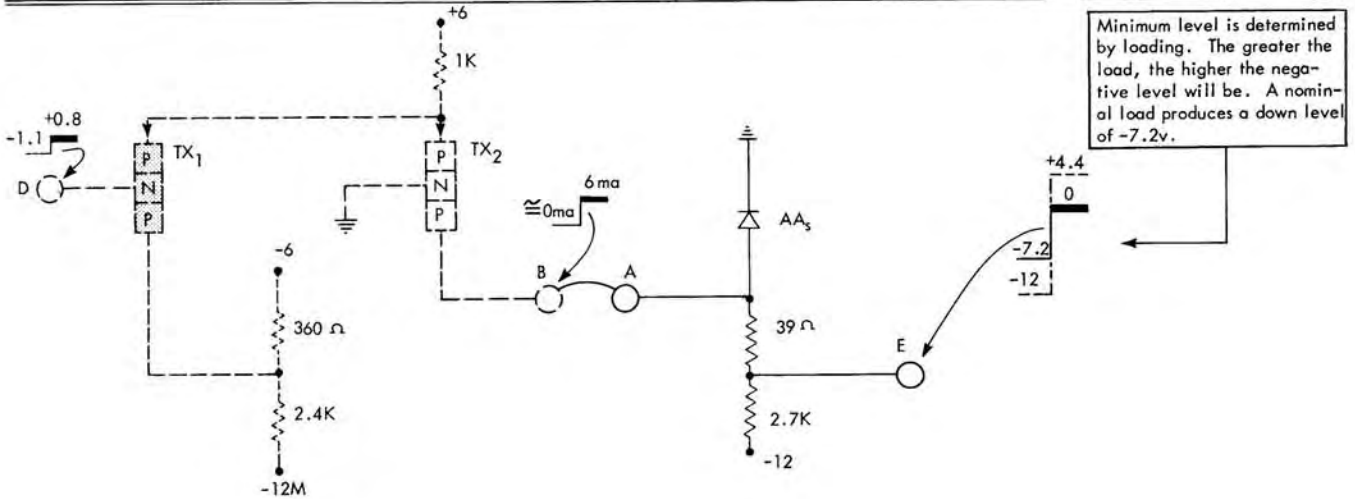 +6
1K
Minimum level is determined
by loading. The greater the
load, the higher the nega-
tive level will be. A nomin-
al load produces a down level
of -7.2v.
+0.8
-1.1
D
P
N
P
TX1
P
N
P
TX2
6 ma
≅0ma
B
A
AAs
+4.4
0
-7.2
-12
-6
360 Ω
39 Ω
E
2.4K
2.7K
-12
-12M